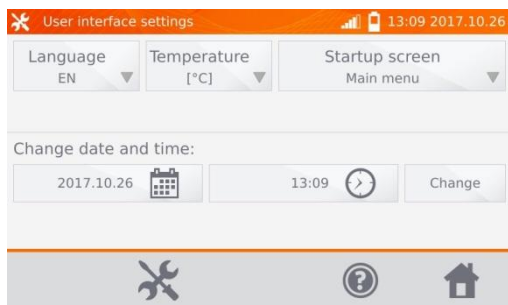 User interface settings 13:09 2017.10.26
Language Temperature Startup screen
EN [°C] Main menu
Change date and time:
2017.10.26 13:09 Change